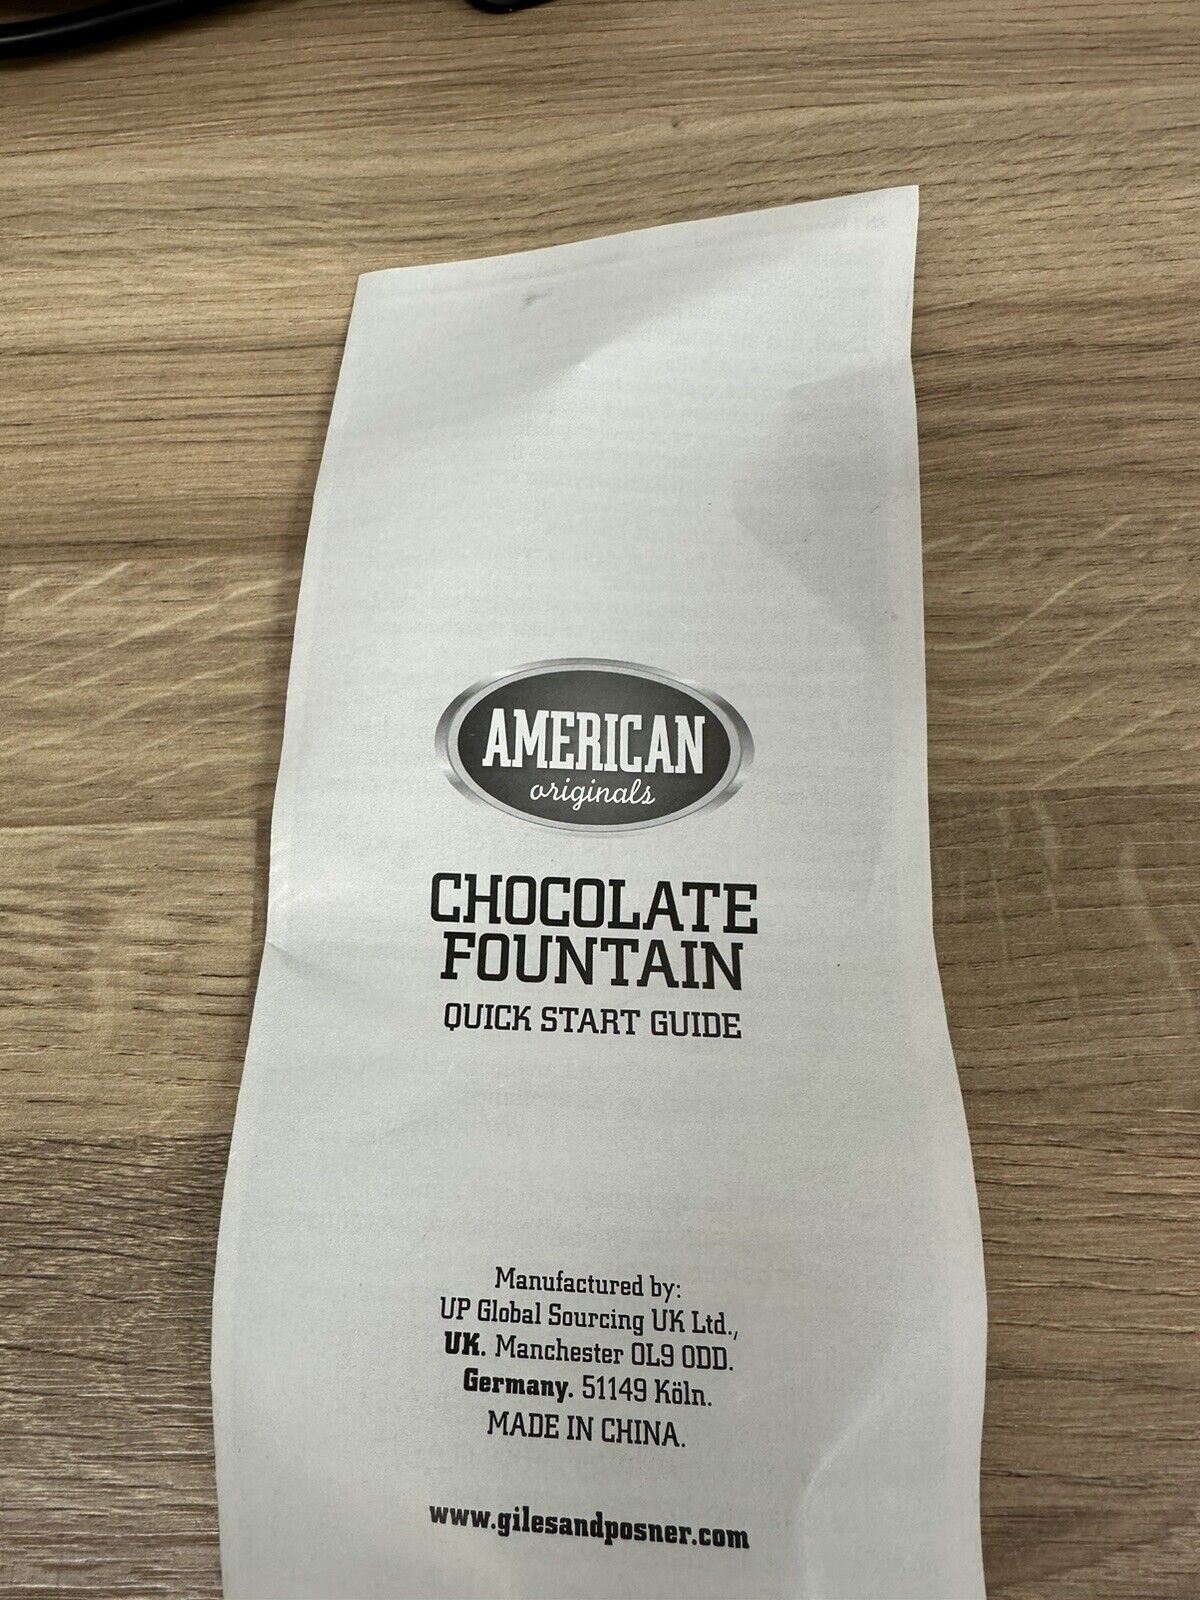 AMERICAN
originals
CHOCOLATE
FOUNTAIN
QUICK START GUIDE
Manufactured by:
UP Global Sourcing UK Ltd.,
UK. Manchester OL9 0DD.
Germany. 51149 Köln.
MADE IN CHINA.
www.gilesandposner.com